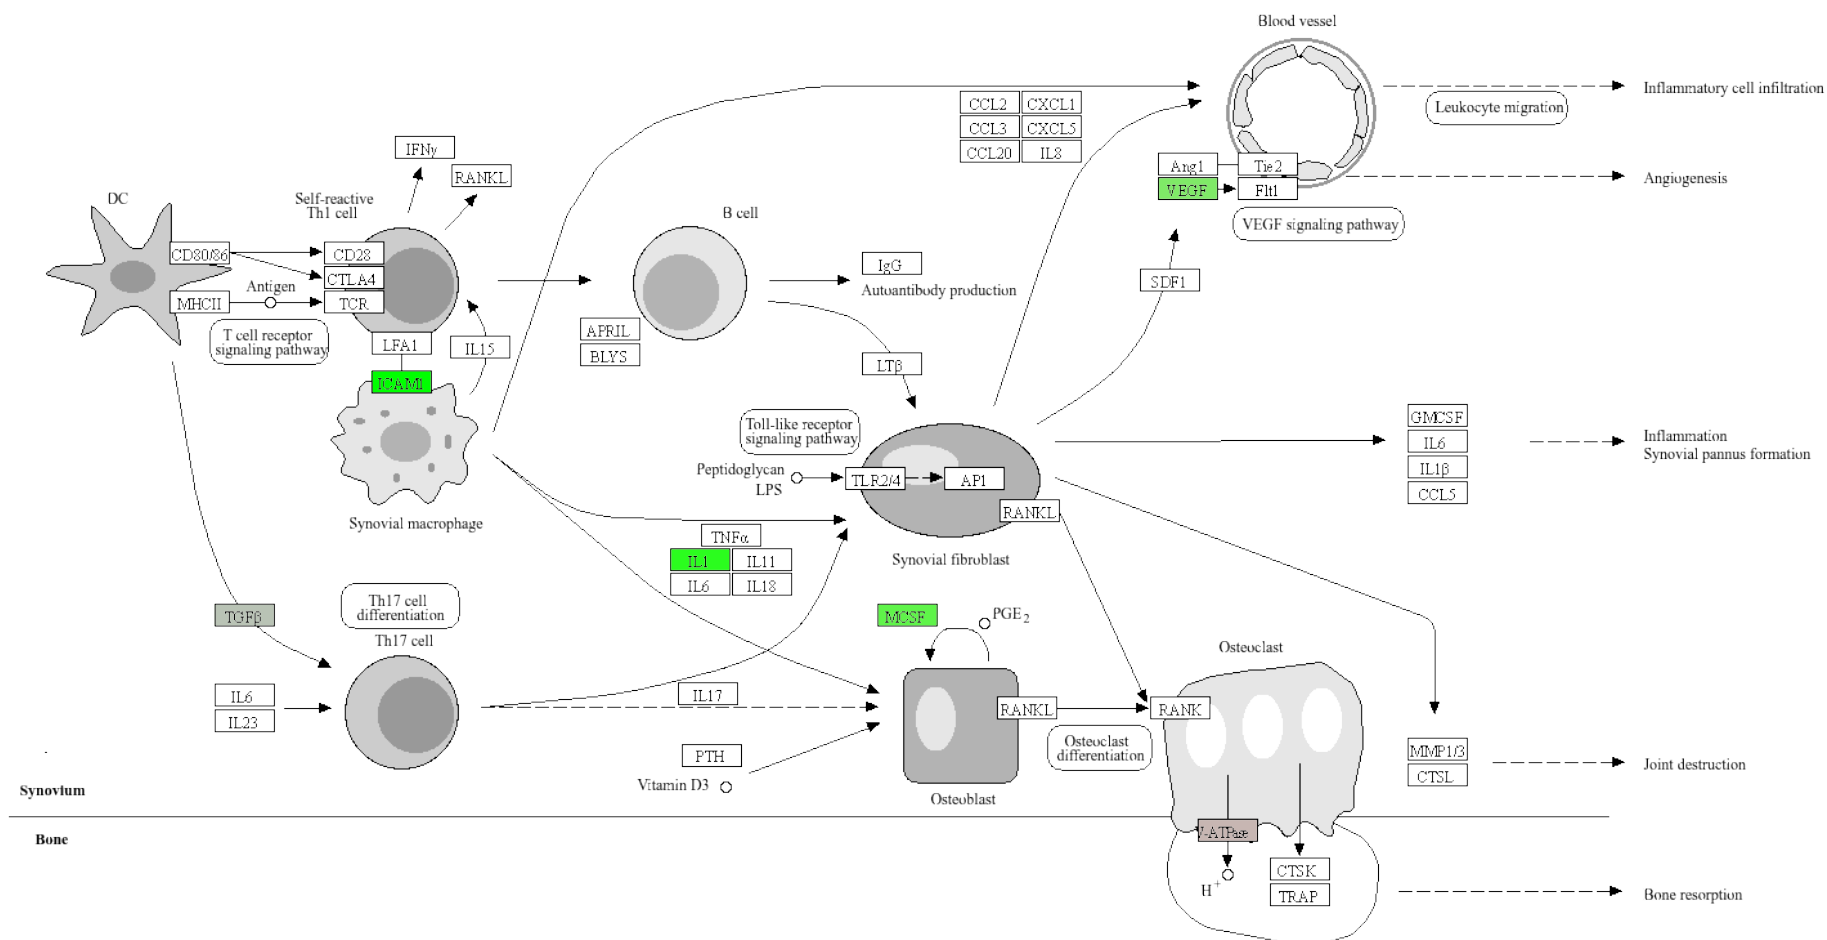 Blood vessel
CCL2
CXCL1
CCL3
CXCL5
CCL20
IL8
Leukocyte migration
Inflammatory cell infiltration
Ang1
Tie2
VEGF
Flt1
Angiogenesis
VEGF signaling pathway
SDF1
IFNγ
RANKL
DC
Self-reactive
Th1 cell
CD80/86
CD28
CTLA4
Antigen
MHCII
TCR
T cell receptor
signaling pathway
LFA1
IL15
ICAM1
Synovial macrophage
B cell
APRIL
BLYS
IgG
Autoantibody production
LTβ
Toll-like receptor
signaling pathway
Peptidoglycan
LPS
TLR2/4
AP1
RANKL
Synovial fibroblast
GMCSF
IL6
IL1β
CCL5
Inflammation
Synovial pannus formation
TNFα
IL1
IL11
IL6
IL18
TGFβ
Th17 cell
differentiation
Th17 cell
IL6
IL23
IL17
PTH
Vitamin D3
MCSF
PGE2
RANKL
Osteoblast
Osteoclast
differentiation
Osteoclast
RANK
MMP1/3
CTSL
Joint destruction
Synovium
Bone
V-ATPase
H+
CTSK
TRAP
Bone resorption